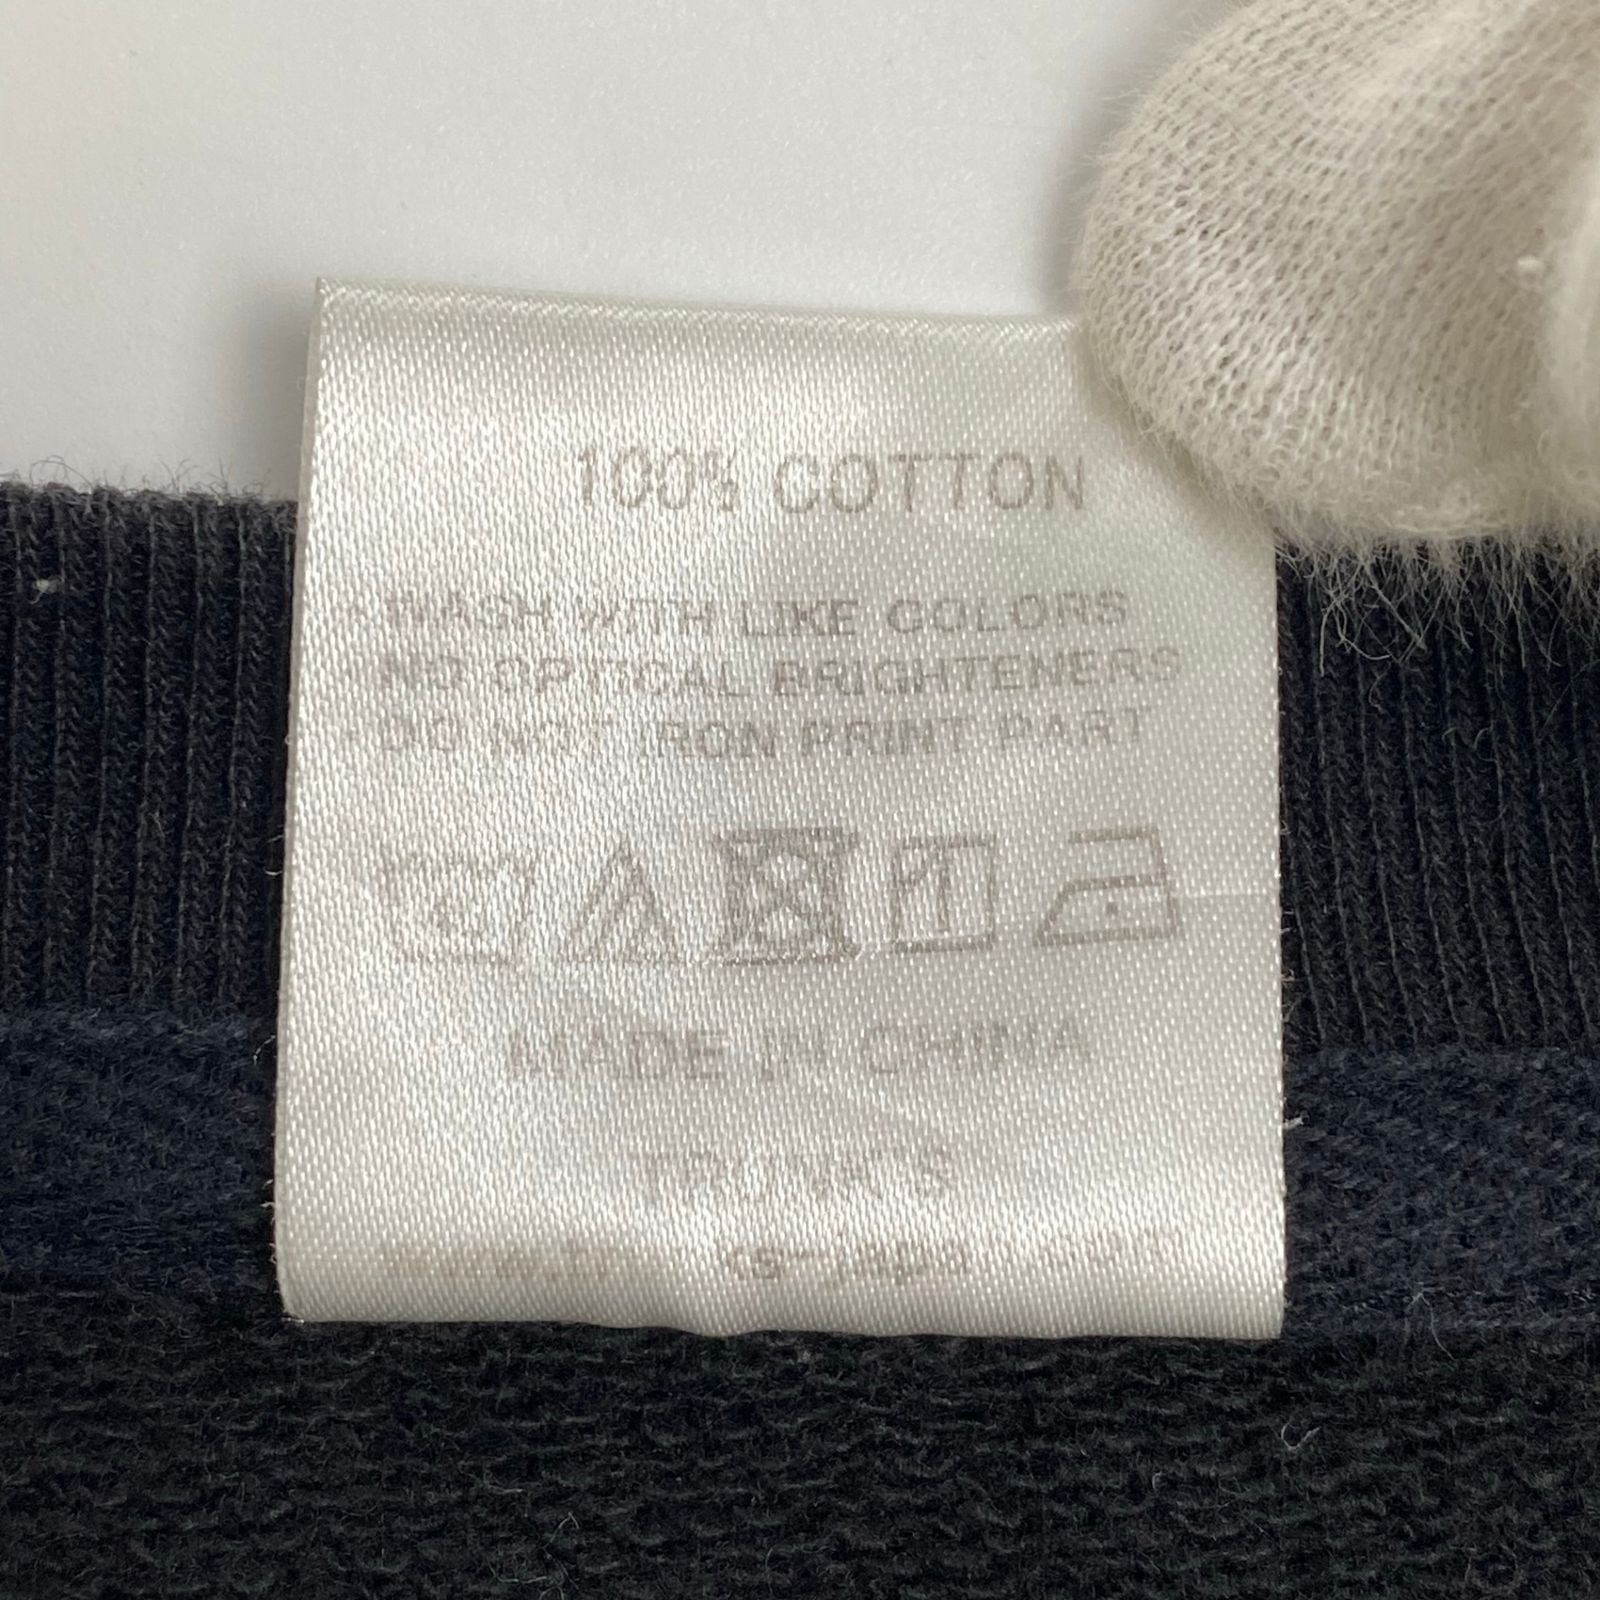 100% COTTON
WASH WITH LIKE COLORS
NO OPTICAL BRIGHTENERS
DO NOT IRON PRINT PART
MADE IN CHINA